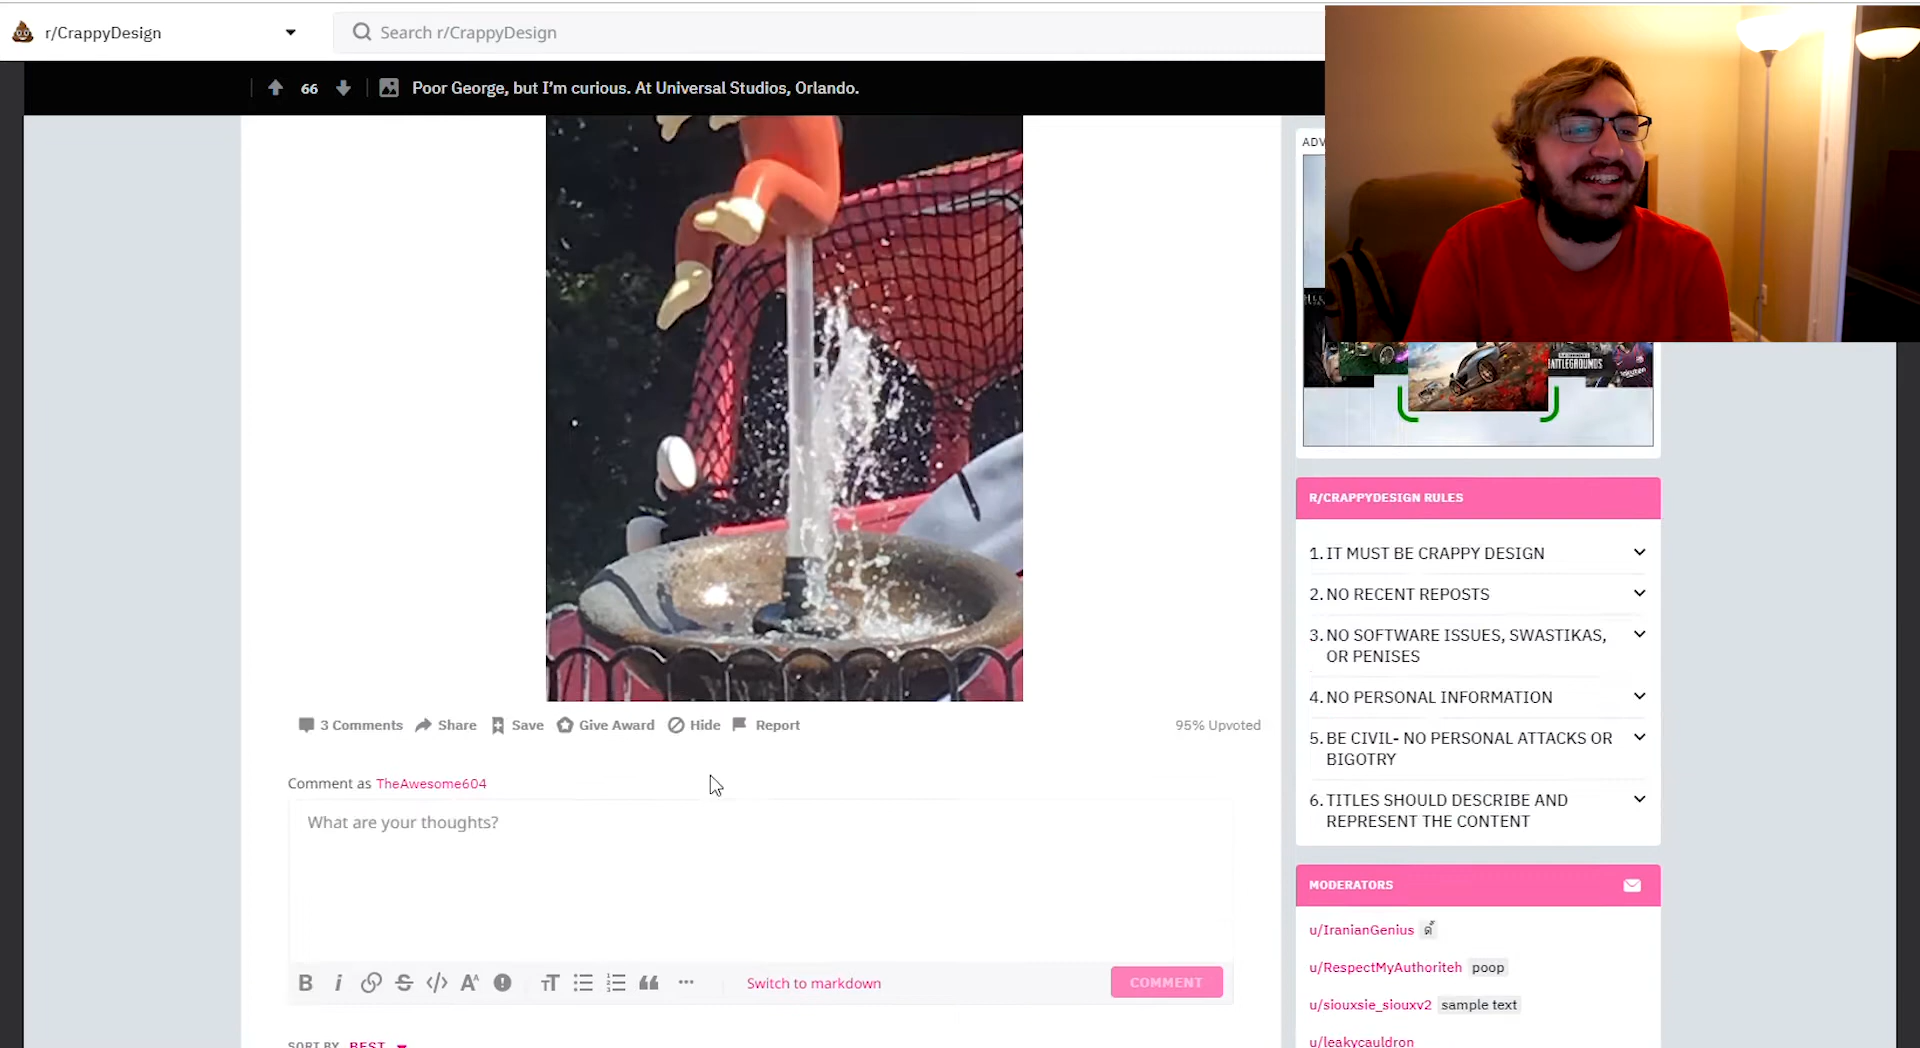 r/CrappyDesign
Search r/CrappyDesign
66
Poor George, but I'm curious. At Universal Studios, Orlando.
ADV
BATTLEGROUNDS
R/CRAPPYDESIGN RULES
1. IT MUST BE CRAPPY DESIGN
2. NO RECENT REPOSTS
3. NO SOFTWARE ISSUES, SWASTIKAS,
OR PENISES
4. NO PERSONAL INFORMATION
5. BE CIVIL- NO PERSONAL ATTACKS OR
BIGOTRY
6. TITLES SHOULD DESCRIBE AND
REPRESENT THE CONTENT
3 Comments Share Save Give Award Hide Report
95% Upvoted
Comment as TheAwesome604
What are your thoughts?
B i S </> A T Switch to markdown
COMMENT
SORT BY BEST
MODERATORS
u/IranianGenius
u/RespectMyAuthoriteh poop
u/siouxsie_siouxv2 sample text
u/leakycauldron